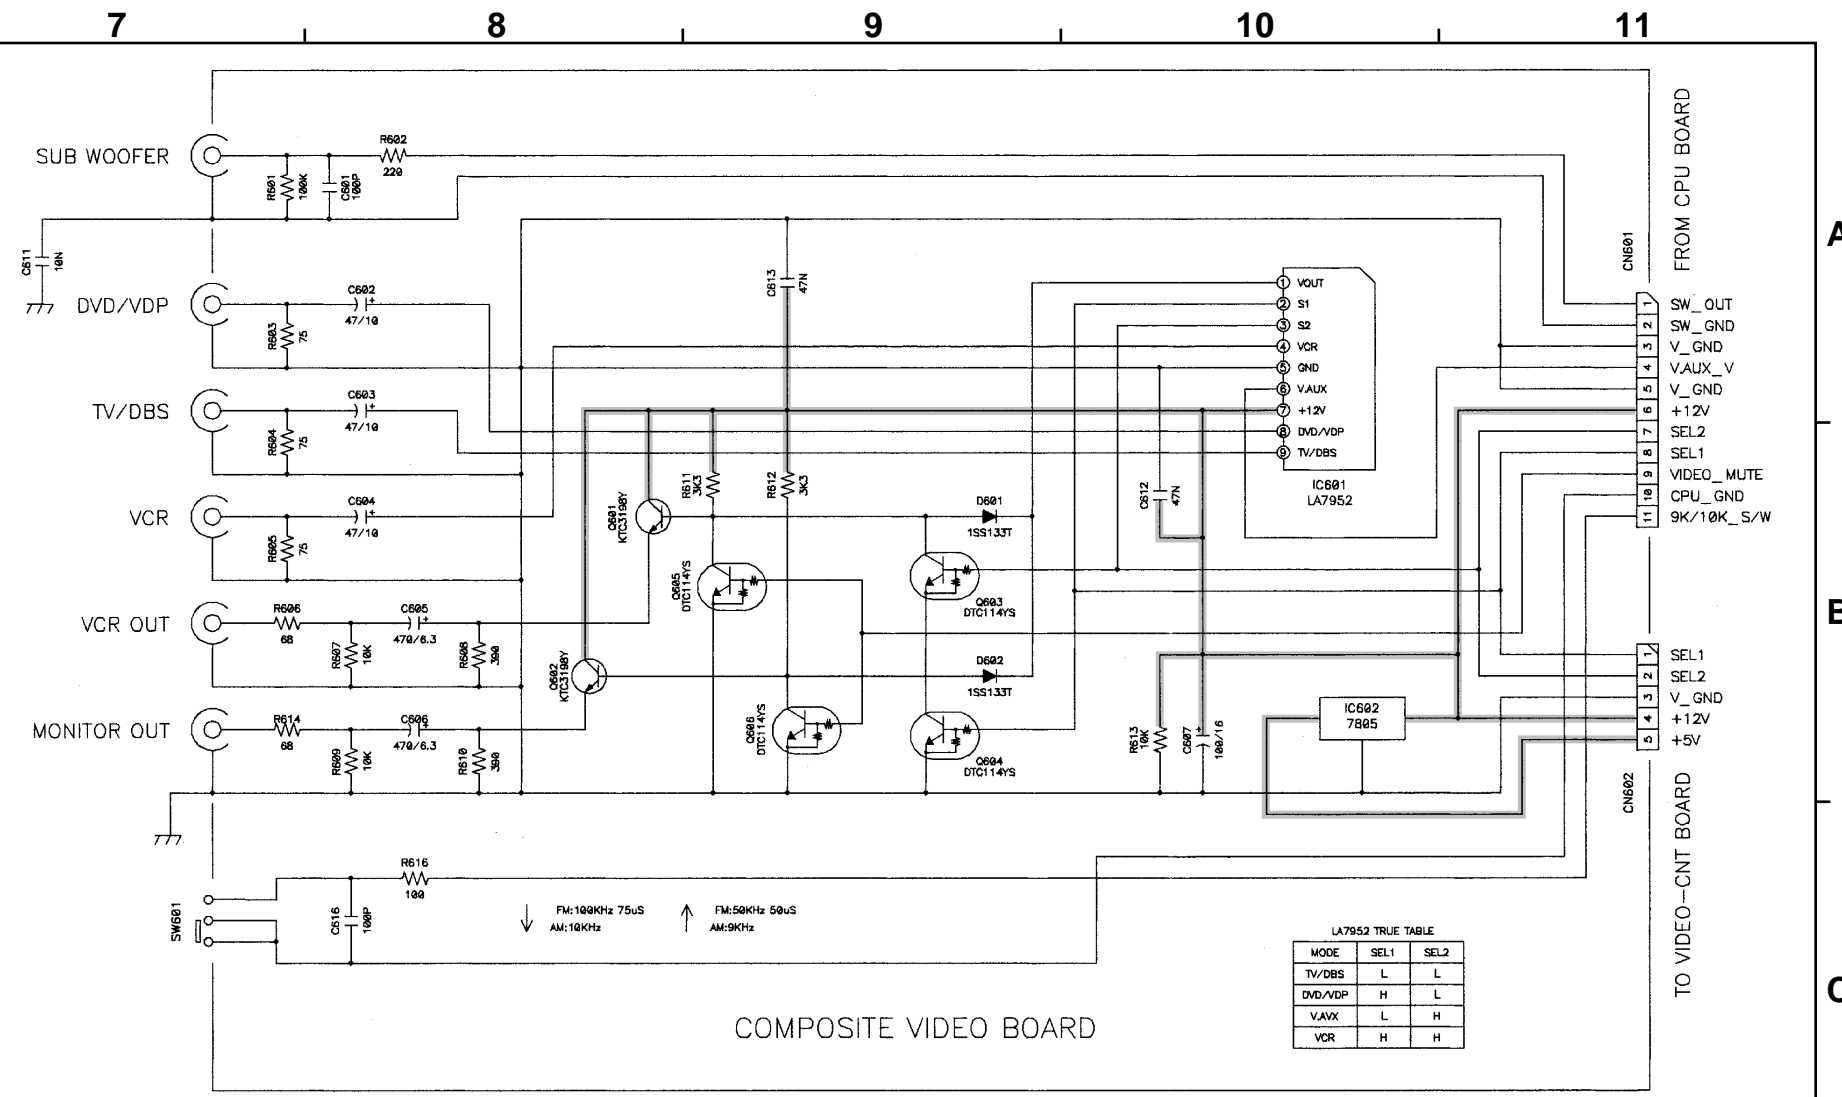 7 8 9 10 11
SUB WOOFER
R601
100K
C601
100P
R602
220
C611
10N
DVD/VDP
C602
47/10
R603
75
TV/DBS
C603
47/10
R604
75
VCR
C604
47/10
R605
75
VCR OUT
R606
68
R607
10K
C605
470/6.3
R608
390
MONITOR OUT
R614
68
R609
10K
C606
470/6.3
R610
390
C613
47N
R611
3K3
R612
3K3
Q601
KTC3198Y
Q602
KTC3198Y
Q605
DTC114YS
Q606
DTC114YS
D601
1SS133T
Q603
DTC114YS
D602
1SS133T
Q604
DTC114YS
C612
47N
R613
10K
C607
100/16
1 VOUT
2 S1
3 S2
4 VCR
5 GND
6 V.AUX
7 +12V
8 DVD/VDP
9 TV/DBS
IC601
LA7952
IC602
7805
FROM CPU BOARD
CN601
1 SW_OUT
2 SW_GND
3 V_GND
4 V.AUX_V
5 V_GND
6 +12V
7 SEL2
8 SEL1
9 VIDEO_MUTE
10 CPU_GND
11 9K/10K_S/W
1 SEL1
2 SEL2
3 V_GND
4 +12V
5 +5V
CN602
TO VIDEO-CNT BOARD
A
B
C
SW601
C616
100P
R616
100
FM:100KHz 75uS
AM:10KHz
FM:50KHz 50uS
AM:9KHz
LA7952 TRUE TABLE
MODE SEL1 SEL2
TV/DBS L L
DVD/VDP H L
V.AVX L H
VCR H H
COMPOSITE VIDEO BOARD